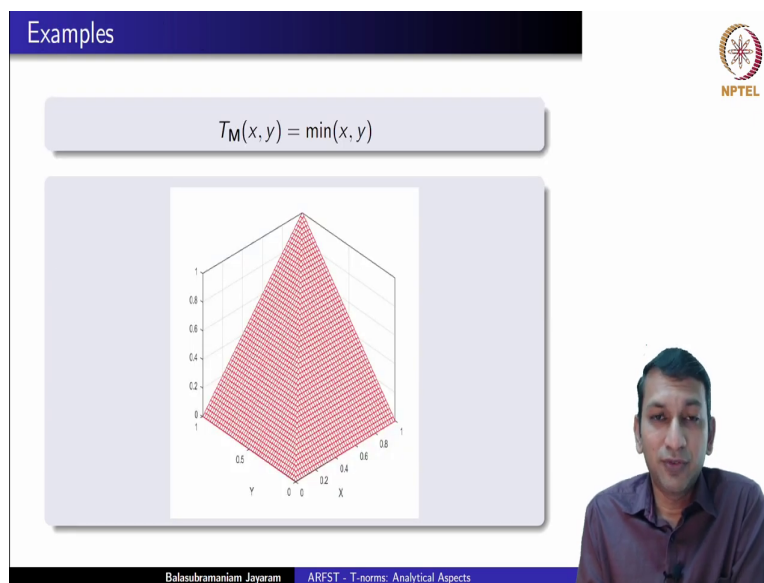 Examples
NPTEL
T_M(x, y) = min(x, y)
1
0.8
0.6
0.4
0.2
0
1
0.5
0
Y
0
0.2
0.4
0.6
0.8
1
X
Balasubramaniam Jayaram ARFST - T-norms: Analytical Aspects